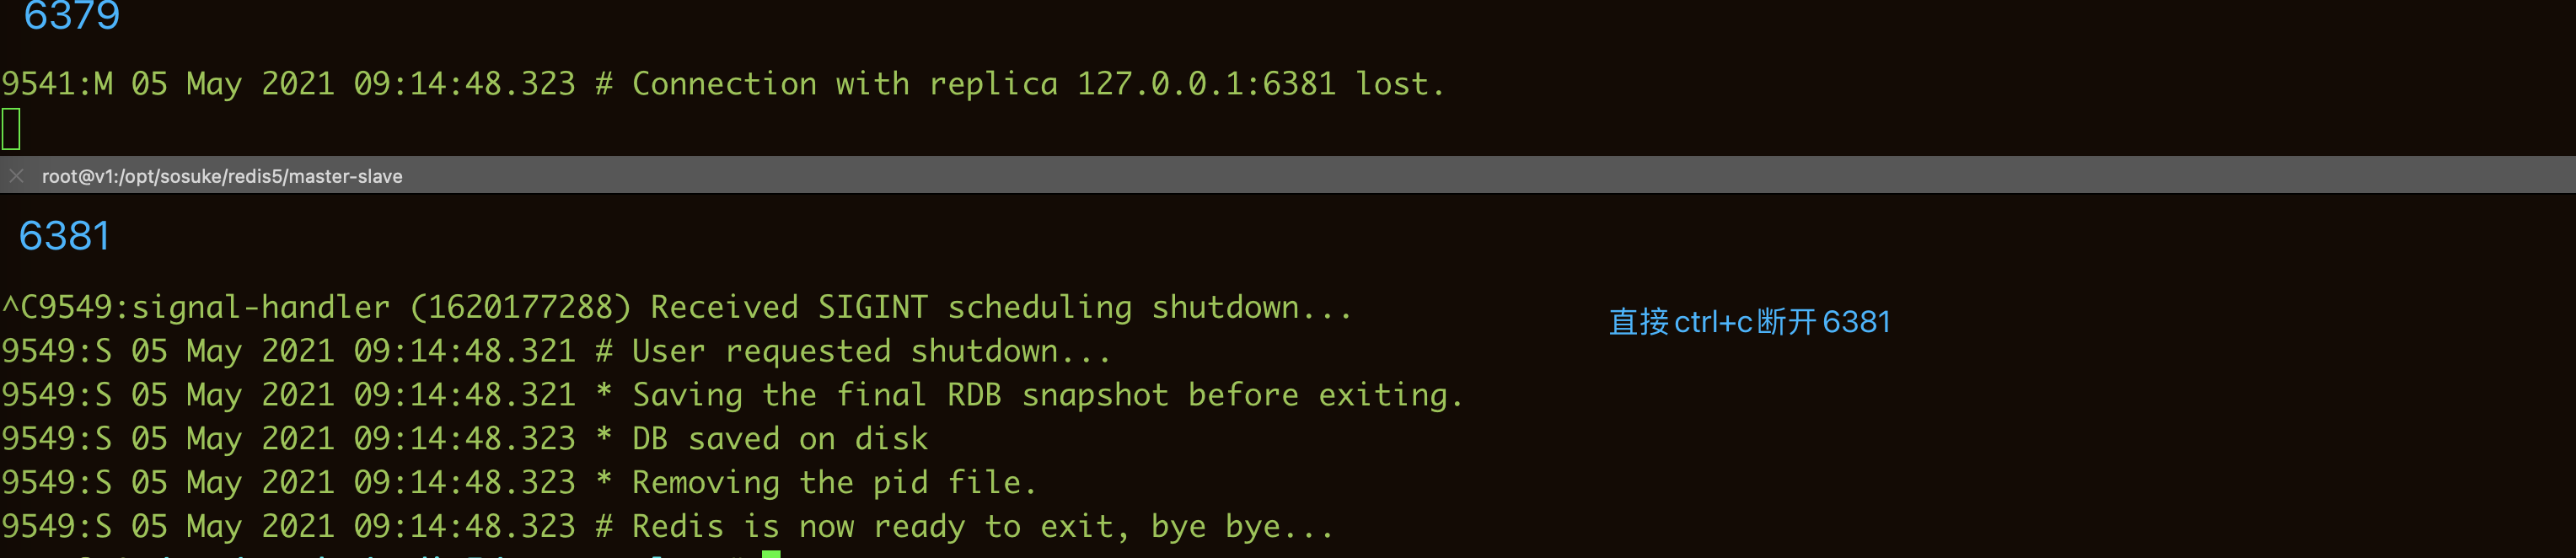 6379
9541:M 05 May 2021 09:14:48.323 # Connection with replica 127.0.0.1:6381 lost.
root@v1:/opt/sosuke/redis5/master-slave
6381
^C9549:signal-handler (1620177288) Received SIGINT scheduling shutdown...
直接ctrl+c断开6381
9549:S 05 May 2021 09:14:48.321 # User requested shutdown...
9549:S 05 May 2021 09:14:48.321 * Saving the final RDB snapshot before exiting.
9549:S 05 May 2021 09:14:48.323 * DB saved on disk
9549:S 05 May 2021 09:14:48.323 * Removing the pid file.
9549:S 05 May 2021 09:14:48.323 # Redis is now ready to exit, bye bye...